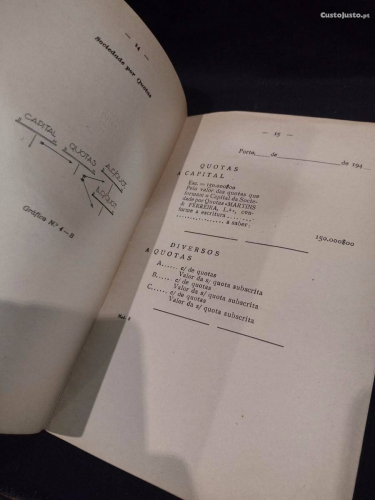 CustoJusto.pt
— 14 —
Sociedade por Quotas
CAPITAL
QUOTAS
Gráfico N.º 4-B
— 15 —
Porto, de de 194
QUOTAS
A CAPITAL
Esc. — 150.000$00
Pelo valor das quotas que
formam o Capital da Socie-
dade por Quotas «MARTINS
& FERREIRA, L.ª», con-
forme a escritura
a saber:
150.000$00
DIVERSOS
A QUOTAS
A..... c/ de quotas
Valor da s/ quota subscrita
B..... c/ de quotas
Valor da s/ quota subscrita
C..... c/ de quotas
Valor da s/ quota subscrita